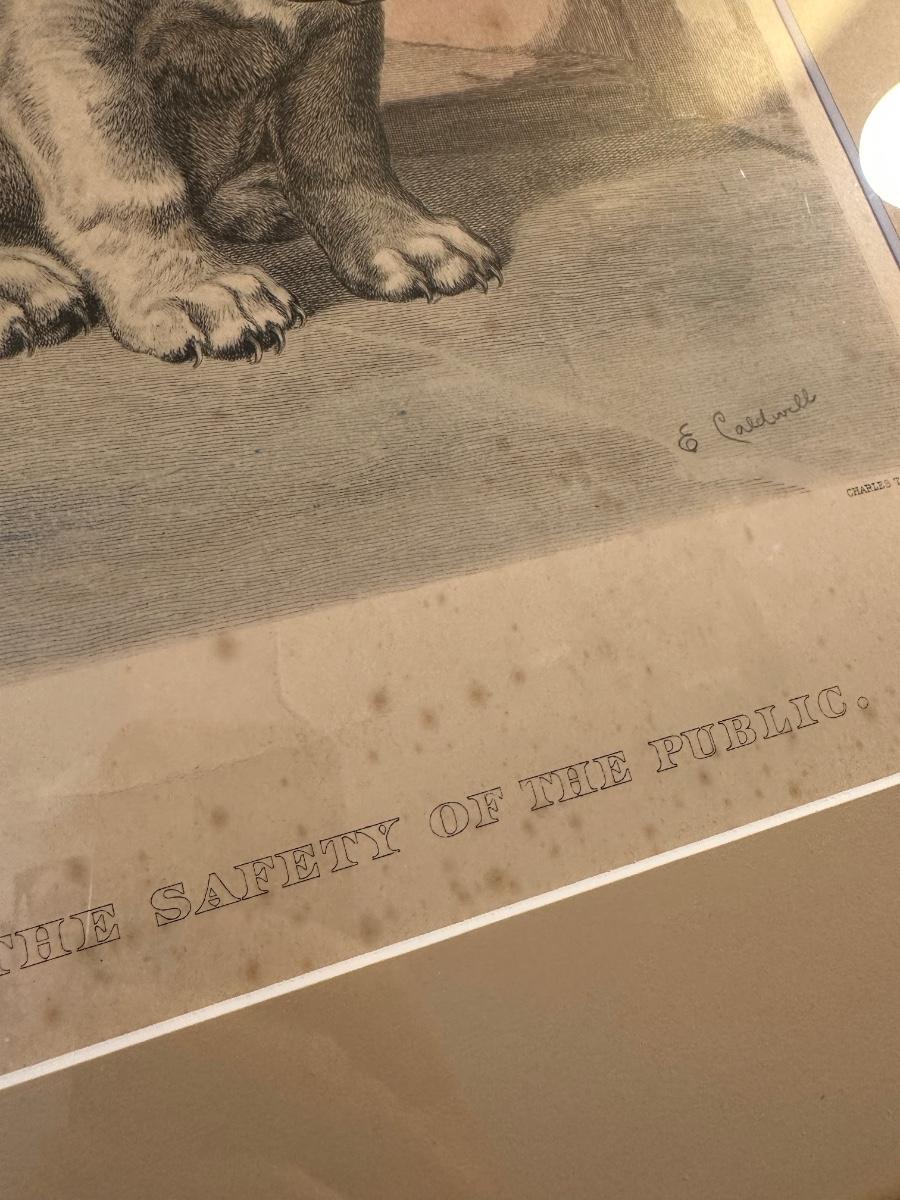 E Caldwell
CHARLES
THE SAFETY OF THE PUBLIC.